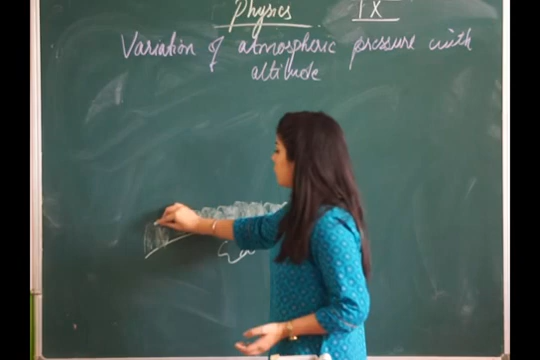 Physics IX
Variation of atmospheric pressure with
altitude